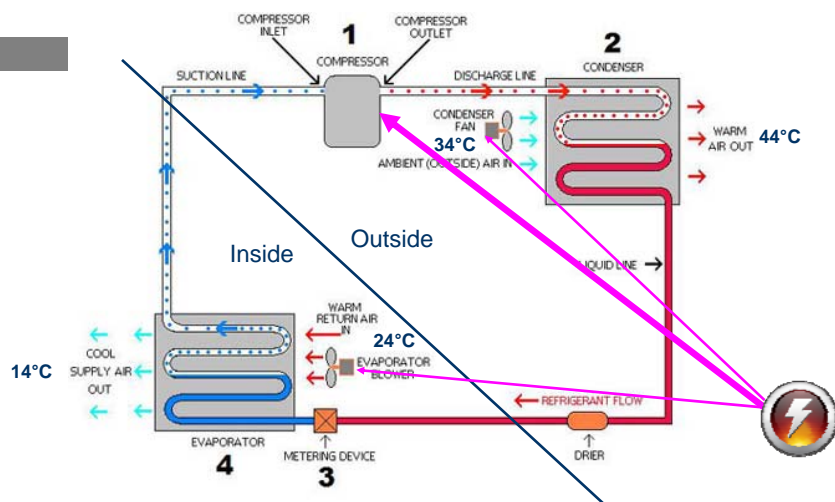 COMPRESSOR
INLET
COMPRESSOR
OUTLET
1
COMPRESSOR
2
CONDENSER
SUCTION LINE
DISCHARGE LINE
CONDENSER
FAN
34°C
AMBIENT (OUTSIDE) AIR IN
WARM
AIR OUT
44°C
Inside
Outside
LIQUID LINE
WARM
RETURN AIR
IN
24°C
EVAPORATOR
BLOWER
14°C
COOL
SUPPLY AIR
OUT
REFRIGERANT FLOW
EVAPORATOR
4
METERING DEVICE
3
DRIER